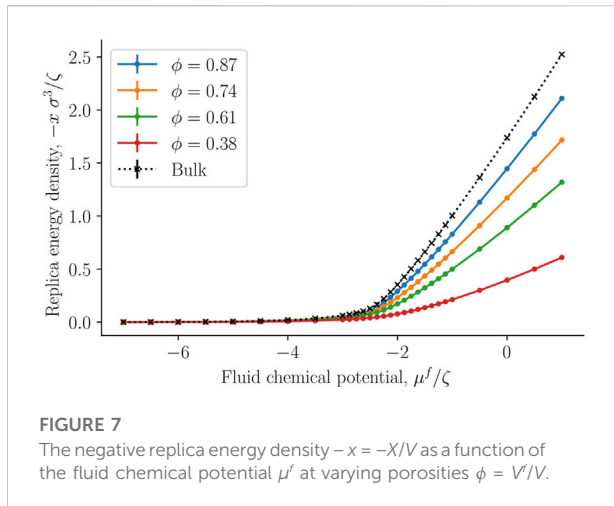 2.5
2.0
1.5
1.0
0.5
0.0
Replica energy density, −x σ³/ζ
ϕ = 0.87
ϕ = 0.74
ϕ = 0.61
ϕ = 0.38
Bulk
−6 −4 −2 0
Fluid chemical potential, μᶠ/ζ
FIGURE 7
The negative replica energy density – x = –X/V as a function of
the fluid chemical potential μᶠ at varying porosities ϕ = Vᶠ/V.